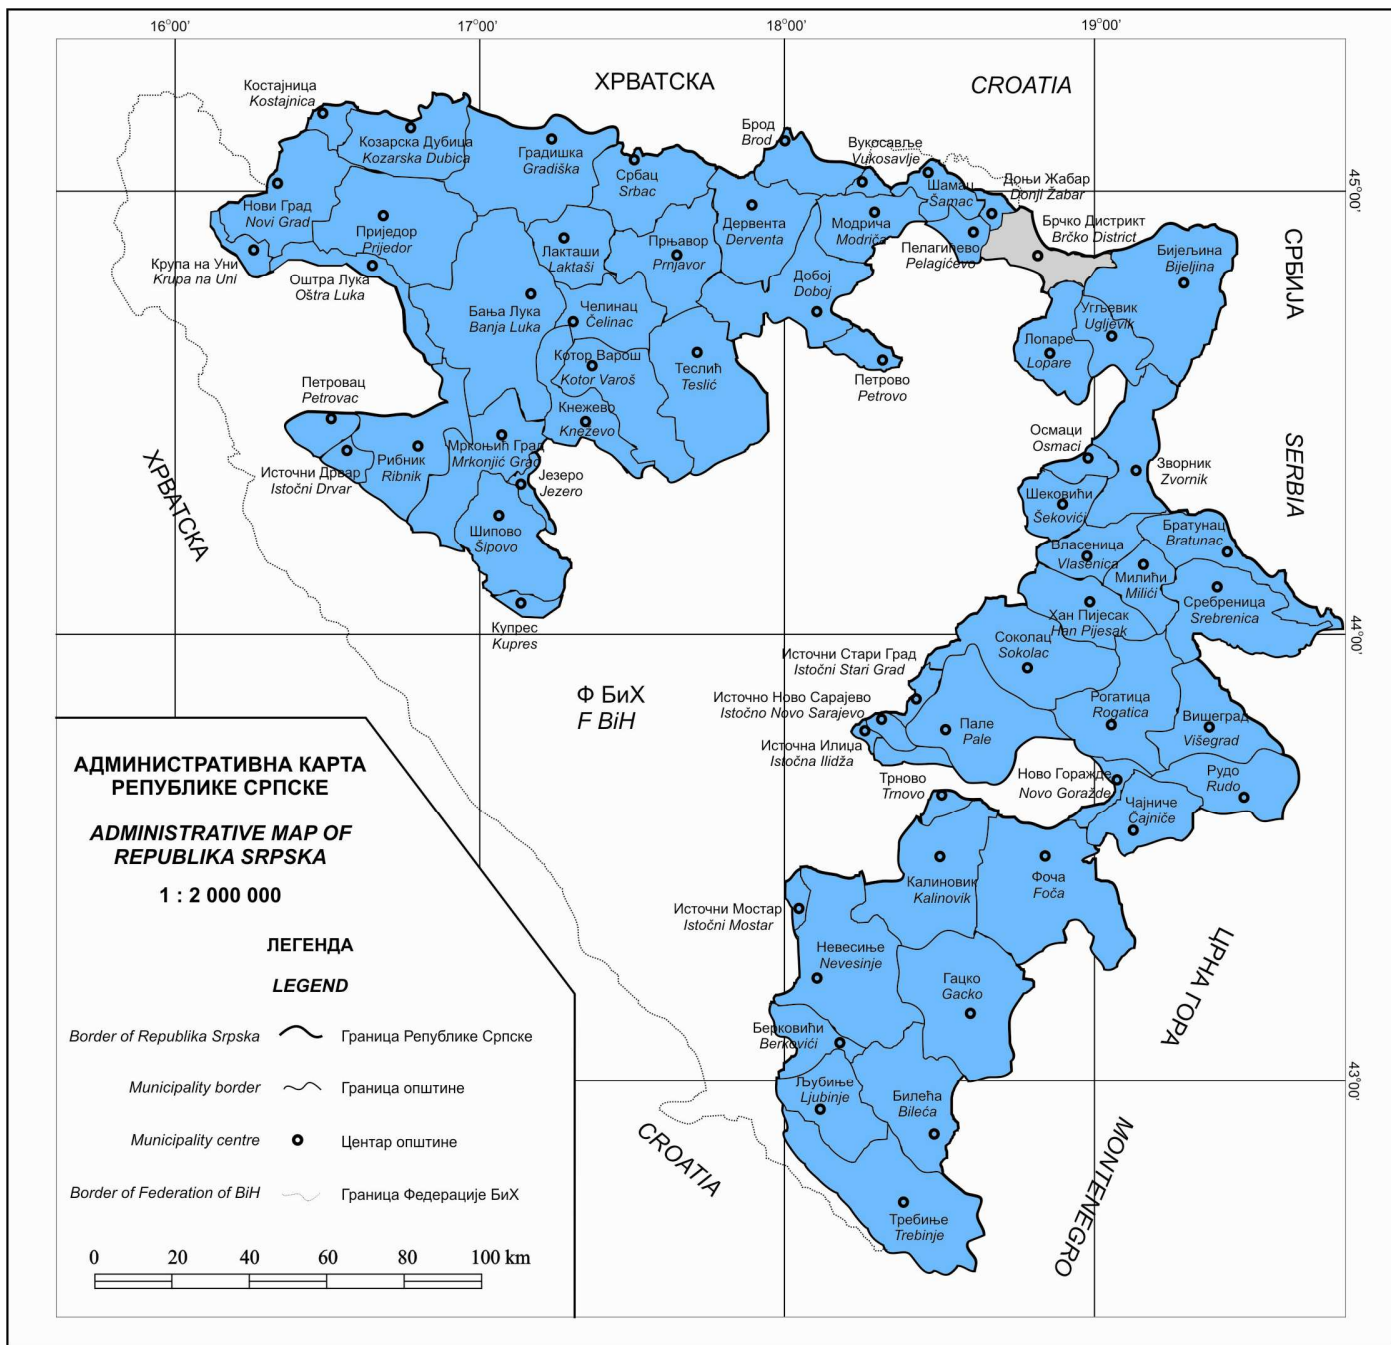 16°00'
17°00'
18°00'
19°00'
ХРВАТСКА
CROATIA
Костајница
Kostajnica
Козарска Дубица
Kozarska Dubica
Градишка
Gradiška
Србац
Srbac
Брод
Brod
Вукосавље
Vukosavlje
Шамац
Šamac
Доњи Жабар
Donji Žabar
Брчко Дистрикт
Brčko District
45°00'
Нови Град
Novi Grad
Приједор
Prijedor
Лакташи
Laktaši
Прњавор
Prnjavor
Дервента
Derventa
Модрича
Modriča
Пелагићево
Pelagićevo
Бијељина
Bijeljina
СРБИЈА
Крупа на Уни
Krupa na Uni
Оштра Лука
Oštra Luka
Бања Лука
Banja Luka
Челинац
Čelinac
Добој
Doboj
Угљевик
Ugljevik
Лопаре
Lopare
Котор Варош
Kotor Varoš
Теслић
Teslić
Петрово
Petrovo
Петровац
Petrovac
Кнежево
Knezevo
Осмаци
Osmaci
SERBIA
Источни Дрвар
Istočni Drvar
Рибник
Ribnik
Мркоњић Град
Mrkonjić Grad
Језеро
Jezero
Зворник
Zvornik
ХРВАТСКА
Шипово
Šipovo
Шековићи
Šekovići
Братунац
Bratunac
Власеница
Vlasenica
Милићи
Milići
Сребреница
Srebrenica
Купрес
Kupres
Хан Пијесак
Han Pijesak
44°00'
Соколац
Sokolac
Источни Стари Град
Istočni Stari Grad
Ф БиХ
F BiH
Источно Ново Сарајево
Istočno Novo Sarajevo
Рогатица
Rogatica
Вишеград
Višegrad
Пале
Pale
Источна Илиџа
Istočna Ilidža
Трново
Trnovo
Ново Горажде
Novo Goražde
Рудо
Rudo
Чајниче
Čajniče
Калиновик
Kalinovik
Фоча
Foča
Источни Мостар
Istočni Mostar
Невесиње
Nevesinje
Гацко
Gacko
ЦРНА ГОРА
Берковићи
Berkovići
Љубиње
Ljubinje
Билећа
Bileća
43°00'
CROATIA
MONTENEGRO
Требиње
Trebinje
АДМИНИСТРАТИВНА КАРТА
РЕПУБЛИКЕ СРПСКЕ
ADMINISTRATIVE MAP OF
REPUBLIKA SRPSKA
1 : 2 000 000
ЛЕГЕНДА
LEGEND
Border of Republika Srpska Граница Републике Српске
Municipality border Граница општине
Municipality centre Центар општине
Border of Federation of BiH Граница Федерације БиХ
0 20 40 60 80 100 km